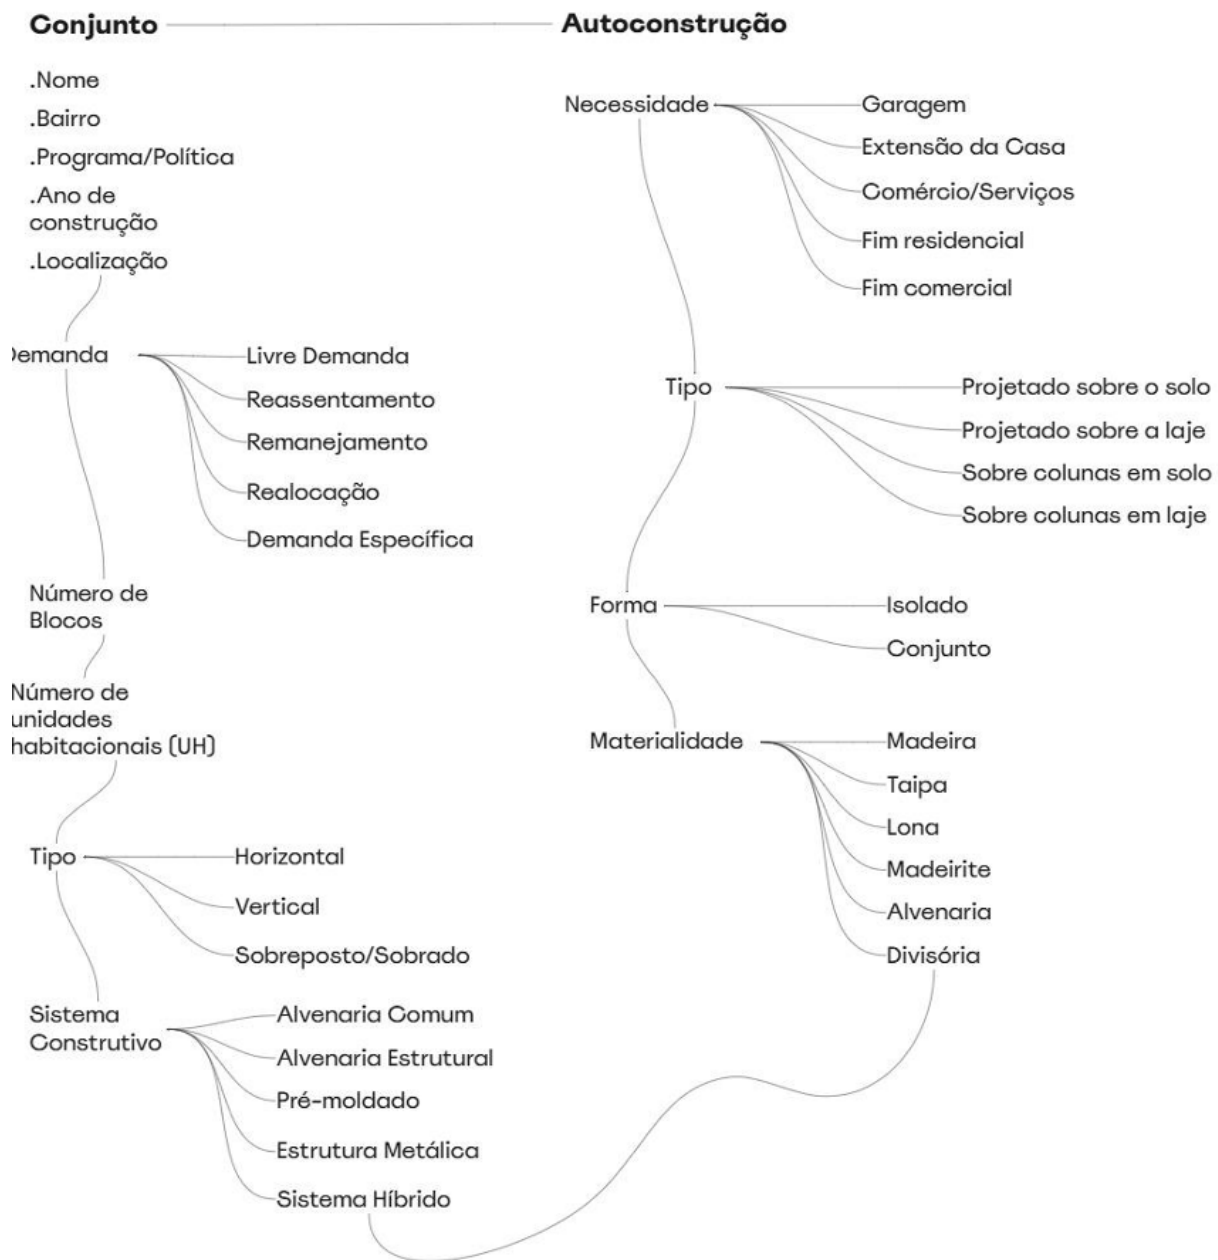 Conjunto
.Nome
.Bairro
.Programa/Política
.Ano de
construção
.Localização
Demanda
Livre Demanda
Reassentamento
Remanejamento
Realocação
Demanda Específica
Número de
Blocos
Número de
unidades
habitacionais (UH)
Tipo
Horizontal
Vertical
Sobreposto/Sobrado
Sistema
Construtivo
Alvenaria Comum
Alvenaria Estrutural
Pré-moldado
Estrutura Metálica
Sistema Híbrido
Autoconstrução
Necessidade
Garagem
Extensão da Casa
Comércio/Serviços
Fim residencial
Fim comercial
Tipo
Projetado sobre o solo
Projetado sobre a laje
Sobre colunas em solo
Sobre colunas em laje
Forma
Isolado
Conjunto
Materialidade
Madeira
Taipa
Lona
Madeirite
Alvenaria
Divisória